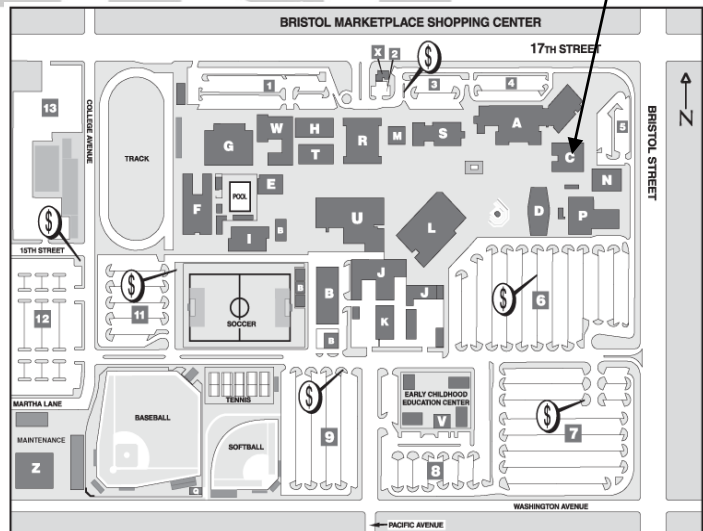 BRISTOL MARKETPLACE SHOPPING CENTER
17TH STREET
X
2
$
1
3
4
5
13
COLLEGE AVENUE
BRISTOL STREET
N
TRACK
G
W
H
T
R
M
S
A
C
N
F
POOL
E
I
B
U
L
D
P
$
15TH STREET
$
11
12
SOCCER
B
B
B
J
J
K
$
6
MARTHA LANE
MAINTENANCE
Z
BASEBALL
TENNIS
SOFTBALL
$
9
EARLY CHILDHOOD
EDUCATION CENTER
V
8
$
7
WASHINGTON AVENUE
PACIFIC AVENUE